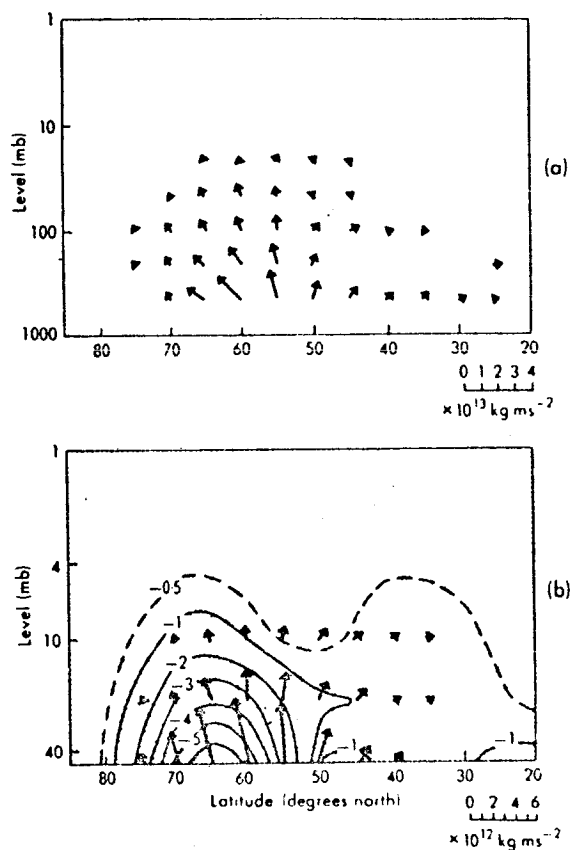 1
10
100
1000
Level (mb)
(a)
80 70 60 50 40 30 20
0 1 2 3 4
× 10¹³ kg ms⁻²
1
4
10
40
Level (mb)
(b)
-0·5
-1
-2
-3
-4
-5
-1
-1
80 70 60 50 40 30 20
Latitude (degrees north)
0 2 4 6
× 10¹² kg ms⁻²